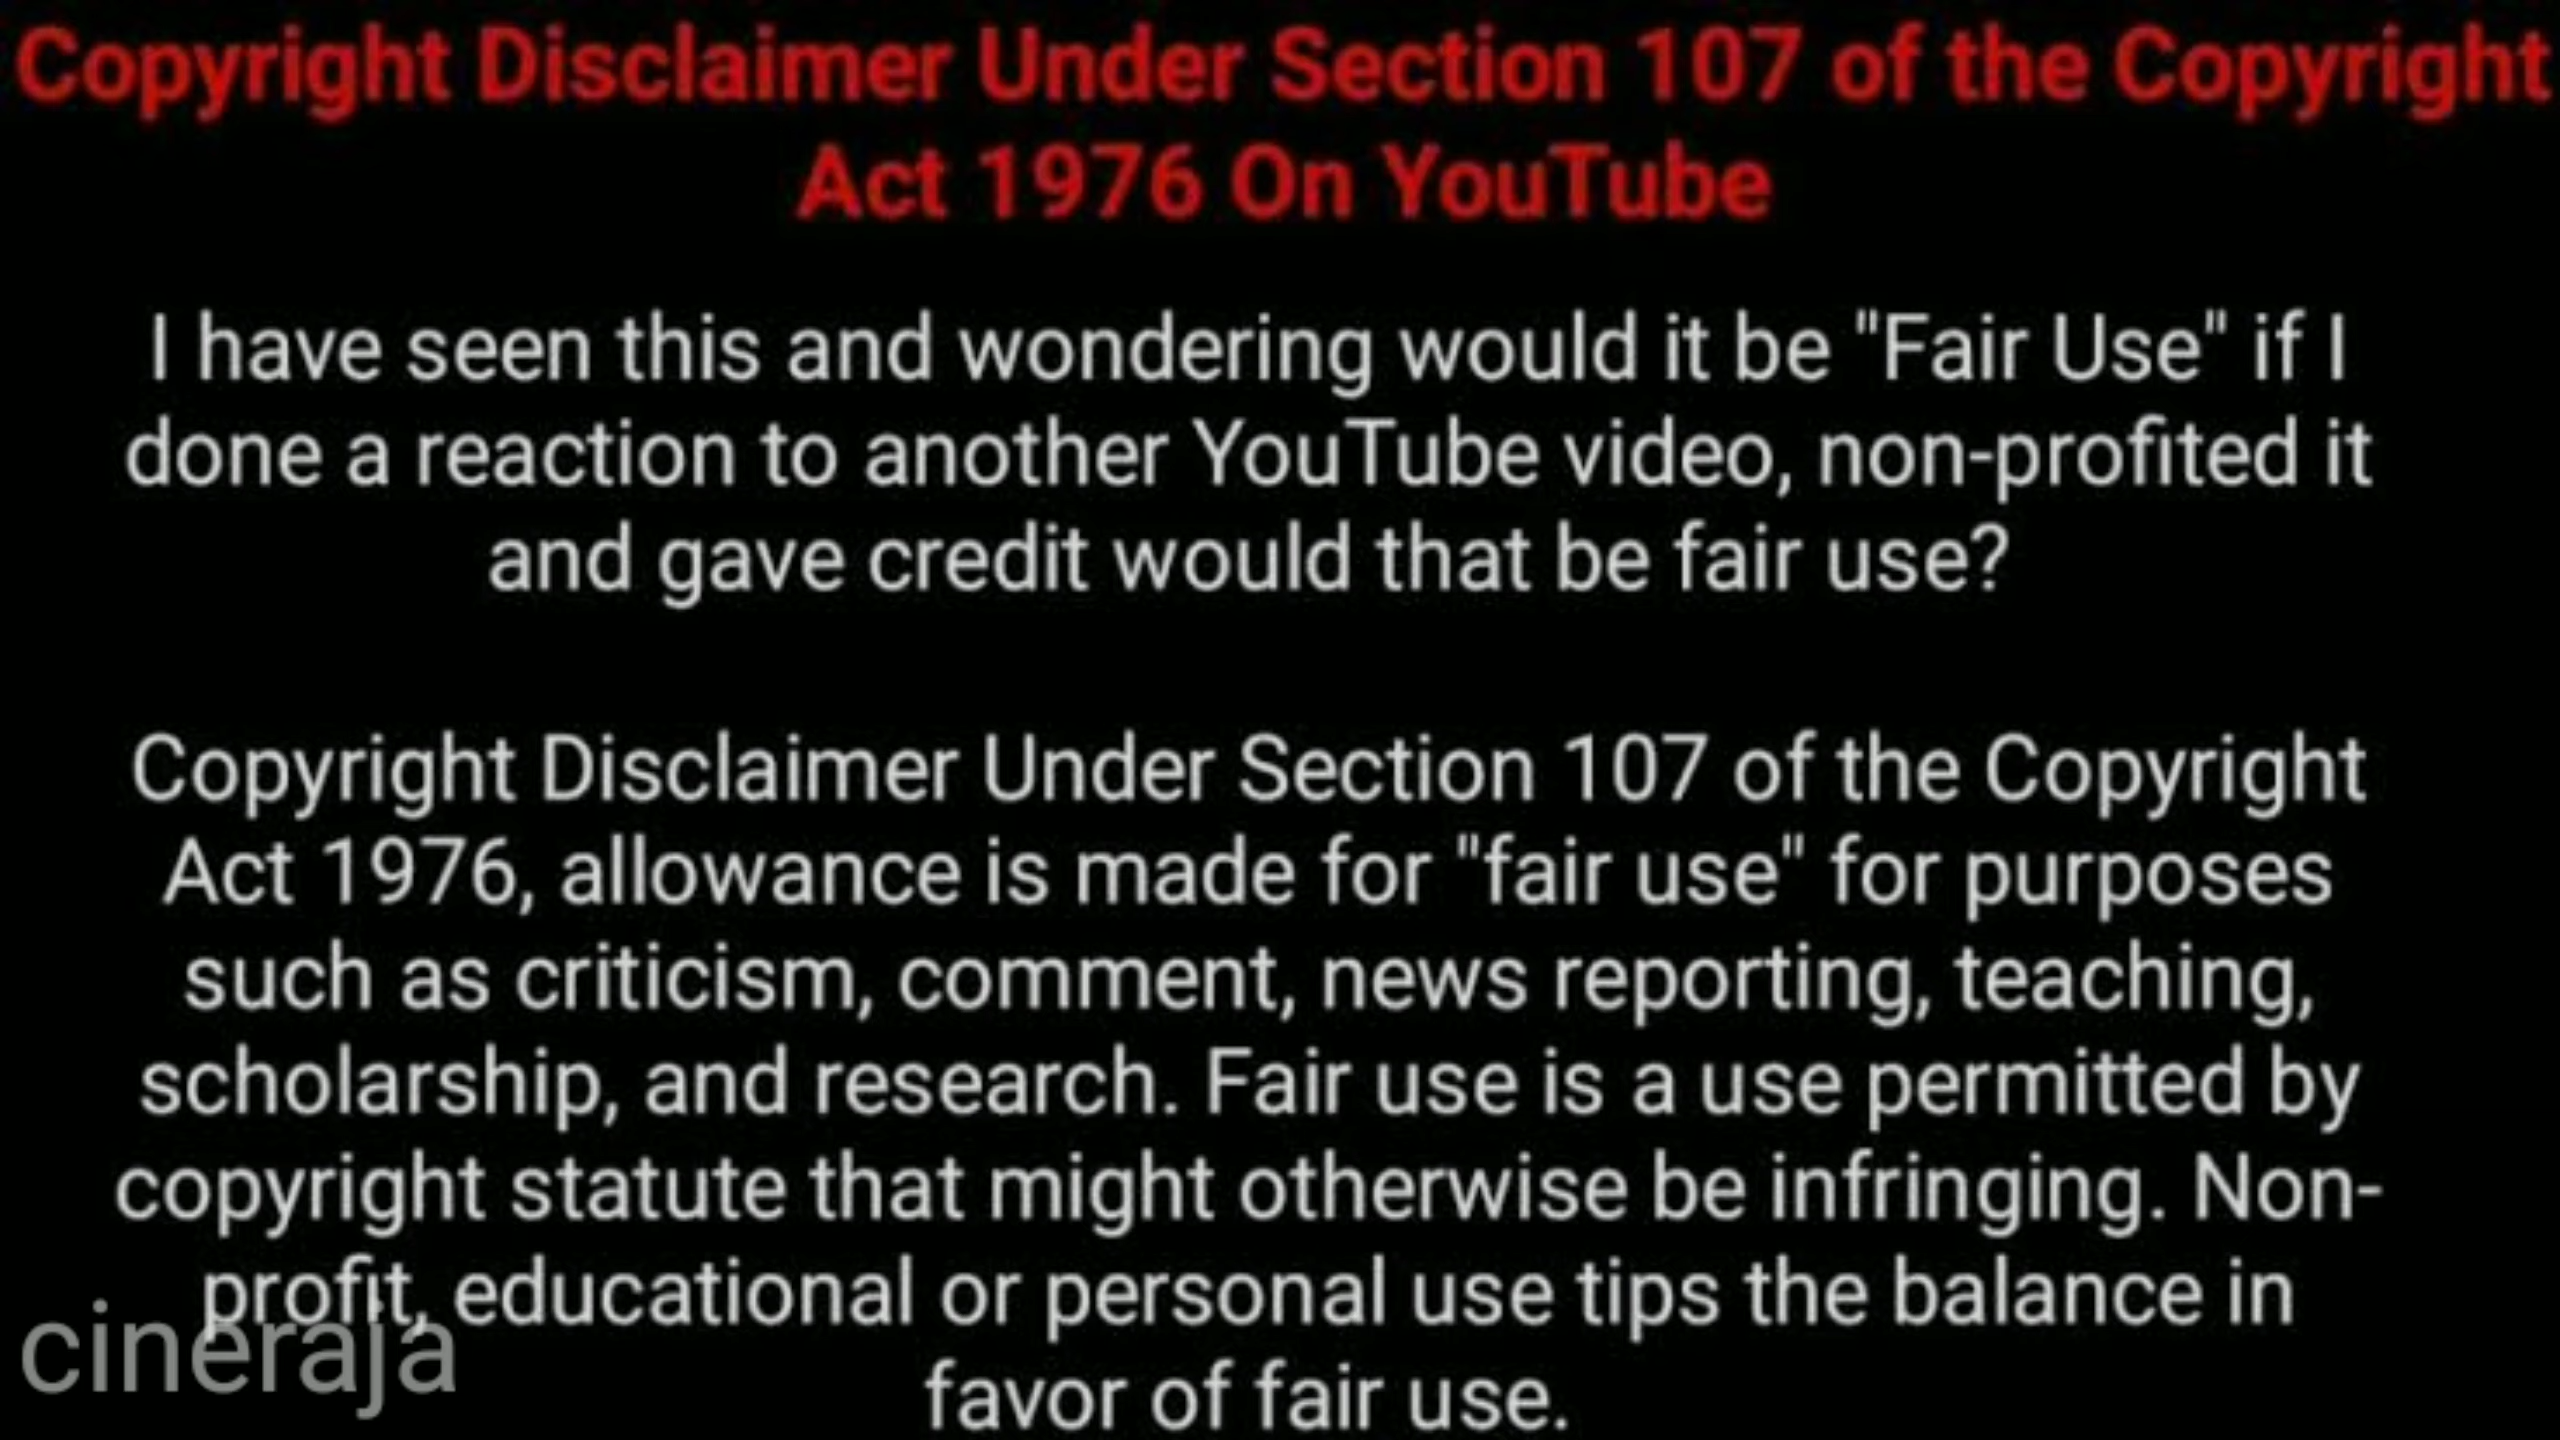 Copyright Disclaimer Under Section 107 of the Copyright
Act 1976 On YouTube
I have seen this and wondering would it be "Fair Use" if I
done a reaction to another YouTube video, non-profited it
and gave credit would that be fair use?
Copyright Disclaimer Under Section 107 of the Copyright
Act 1976, allowance is made for "fair use" for purposes
such as criticism, comment, news reporting, teaching,
scholarship, and research. Fair use is a use permitted by
copyright statute that might otherwise be infringing. Non-
profit, educational or personal use tips the balance in
favor of fair use.
cineraja